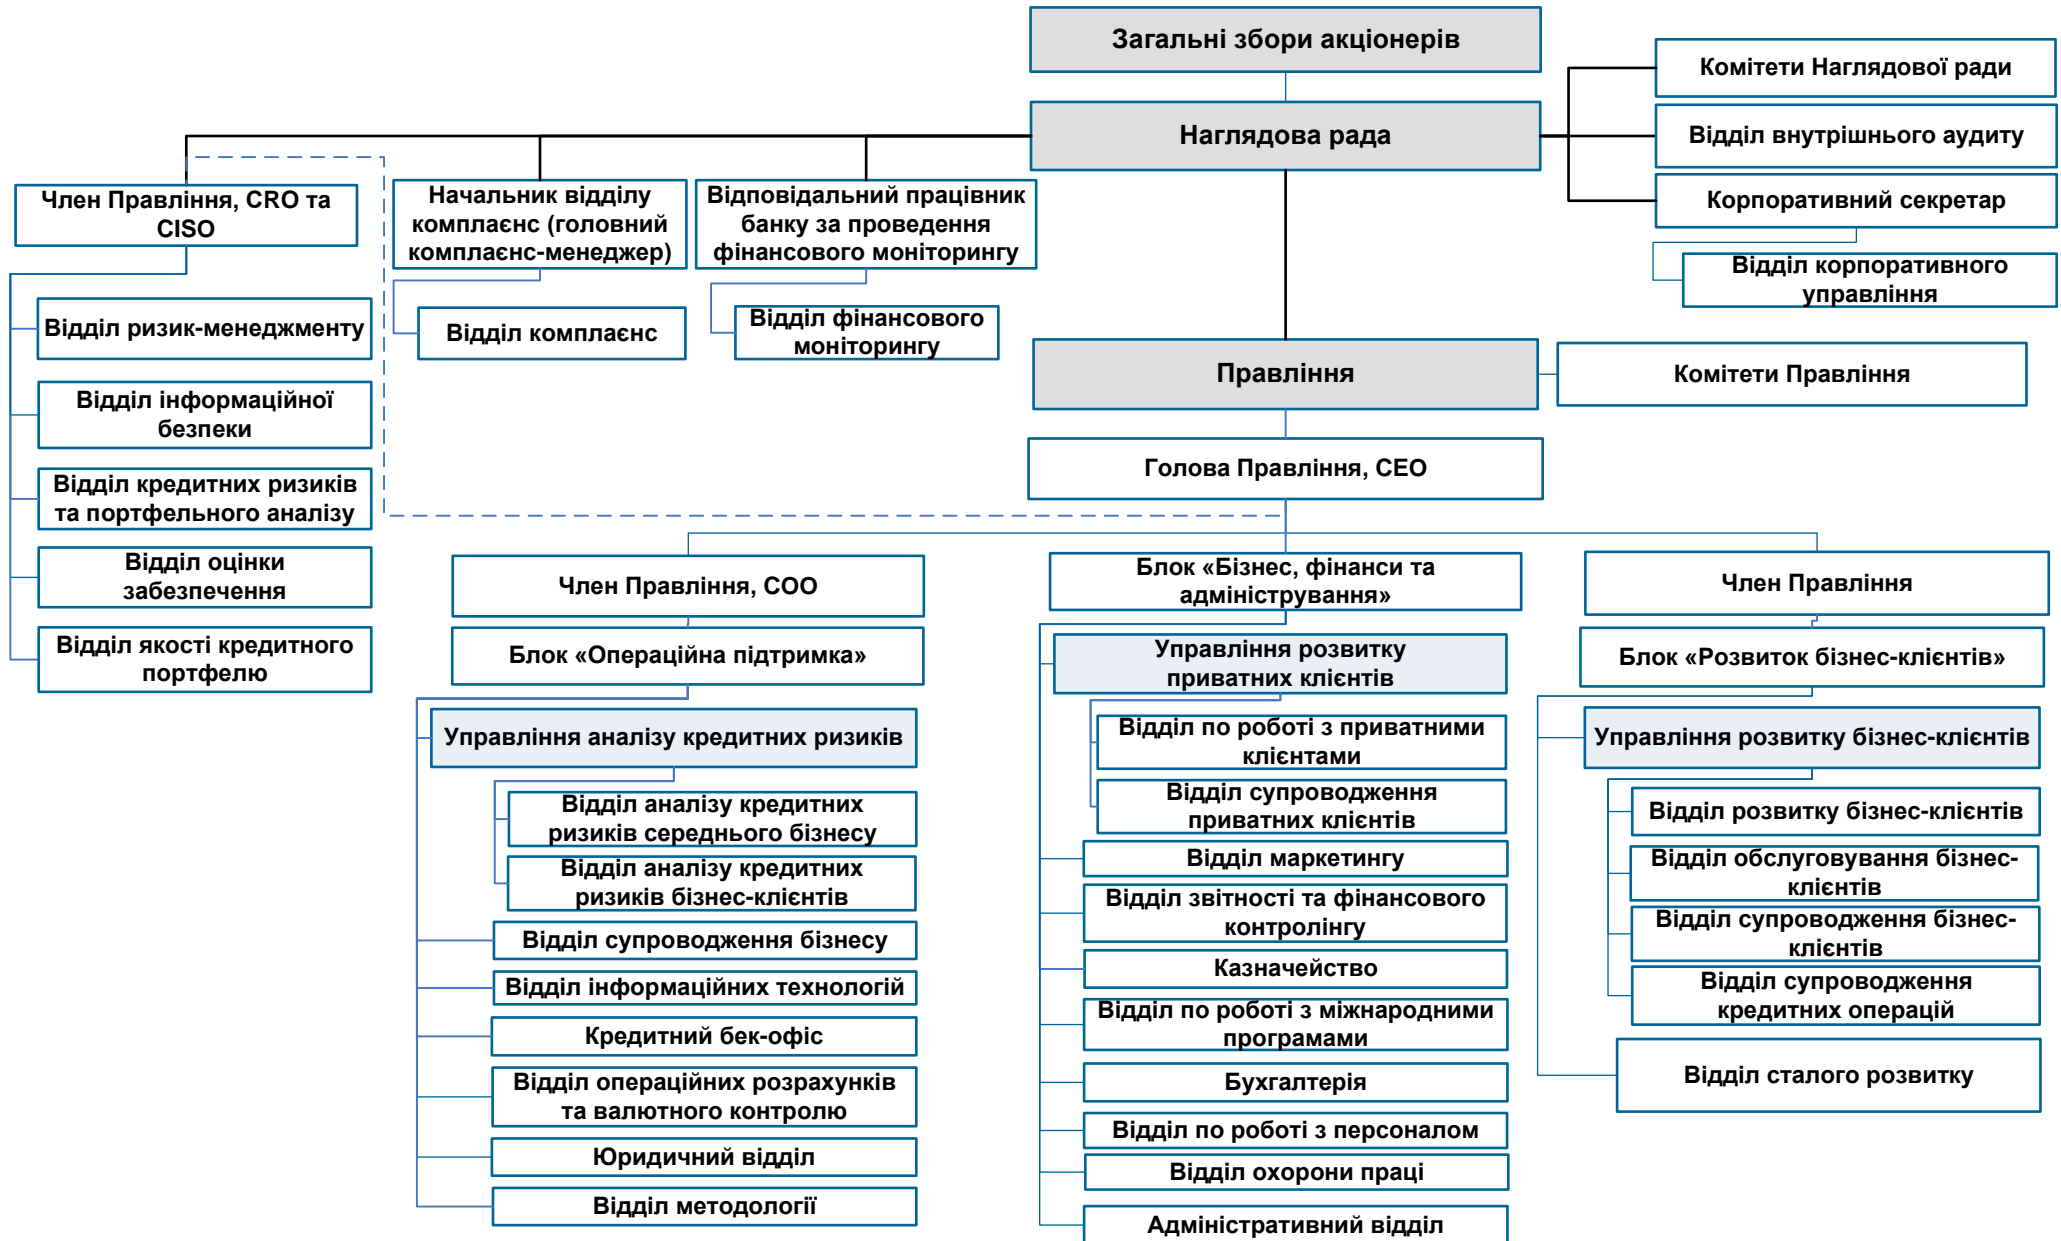 Загальні збори акціонерів
Наглядова рада
Комітети Наглядової ради
Відділ внутрішнього аудиту
Корпоративний секретар
Відділ корпоративного
управління
Член Правління, CRO та
CISO
Начальник відділу
комплаєнс (головний
комплаєнс-менеджер)
Відповідальний працівник
банку за проведення
фінансового моніторингу
Відділ ризик-менеджменту
Відділ інформаційної
безпеки
Відділ кредитних ризиків
та портфельного аналізу
Відділ оцінки
забезпечення
Відділ якості кредитного
портфелю
Відділ комплаєнс
Відділ фінансового
моніторингу
Правління
Комітети Правління
Голова Правління, CEO
Член Правління, COO
Блок «Операційна підтримка»
Управління аналізу кредитних ризиків
Відділ аналізу кредитних
ризиків середнього бізнесу
Відділ аналізу кредитних
ризиків бізнес-клієнтів
Відділ супроводження бізнесу
Відділ інформаційних технологій
Кредитний бек-офіс
Відділ операційних розрахунків
та валютного контролю
Юридичний відділ
Відділ методології
Блок «Бізнес, фінанси та
адміністрування»
Управління розвитку
приватних клієнтів
Відділ по роботі з приватними
клієнтами
Відділ супроводження
приватних клієнтів
Відділ маркетингу
Відділ звітності та фінансового
контролінгу
Казначейство
Відділ по роботі з міжнародними
програмами
Бухгалтерія
Відділ по роботі з персоналом
Відділ охорони праці
Адміністративний відділ
Член Правління
Блок «Розвиток бізнес-клієнтів»
Управління розвитку бізнес-клієнтів
Відділ розвитку бізнес-клієнтів
Відділ обслуговування бізнес-
клієнтів
Відділ супроводження бізнес-
клієнтів
Відділ супроводження
кредитних операцій
Відділ сталого розвитку